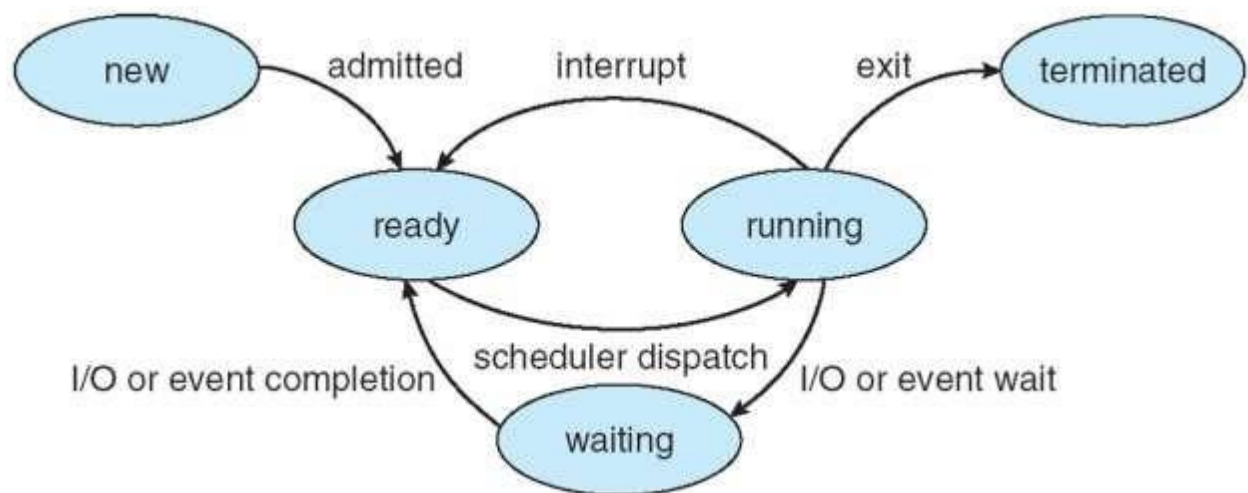 new
admitted
interrupt
exit
terminated
ready
running
scheduler dispatch
I/O or event completion
I/O or event wait
waiting